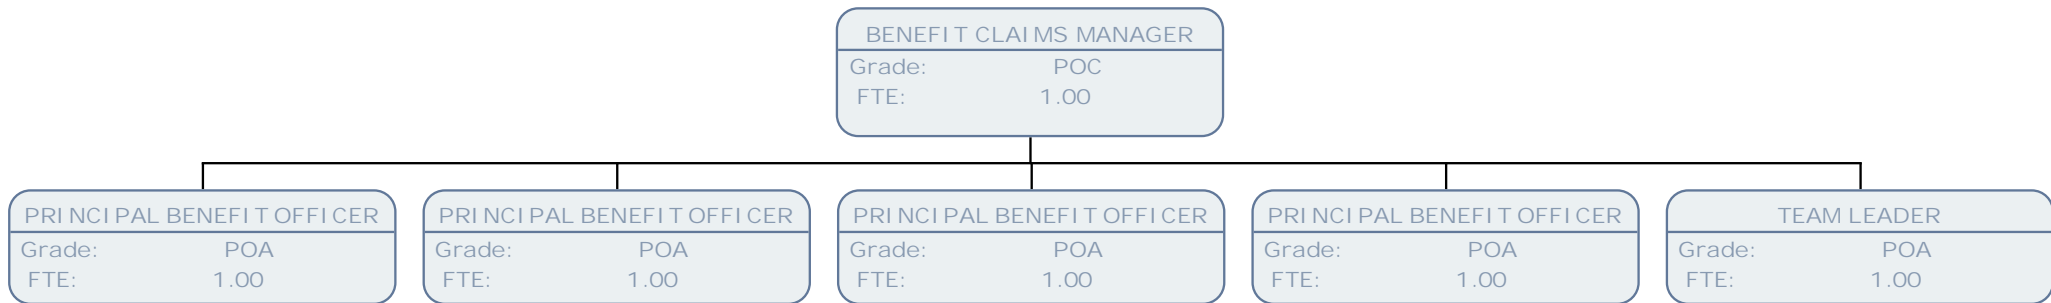 BENEFIT CLAIMS MANAGER
Grade: POC
FTE: 1.00
PRINCIPAL BENEFIT OFFICER
Grade: POA
FTE: 1.00
PRINCIPAL BENEFIT OFFICER
Grade: POA
FTE: 1.00
PRINCIPAL BENEFIT OFFICER
Grade: POA
FTE: 1.00
PRINCIPAL BENEFIT OFFICER
Grade: POA
FTE: 1.00
TEAM LEADER
Grade: POA
FTE: 1.00